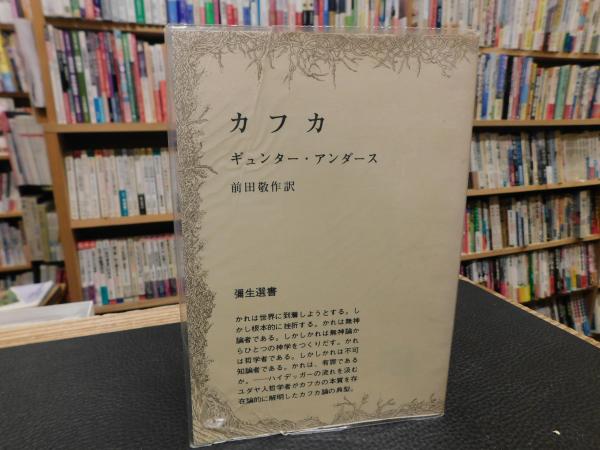 カフカ
ギュンター・アンダース
前田敬作訳
彌生選書
かれは世界に到着しようとする。し
かし根本的に挫折する。かれは無神
論者である。しかしかれは無神論か
らひとつの神学をつくりだす。かれ
は哲学者である。しかしかれは不可
知論者である。かれは、有罪である
か。――ハイデッガーの流れを汲む
ユダヤ人哲学者がカフカの本質を存
在論的に解明したカフカ論の典型。